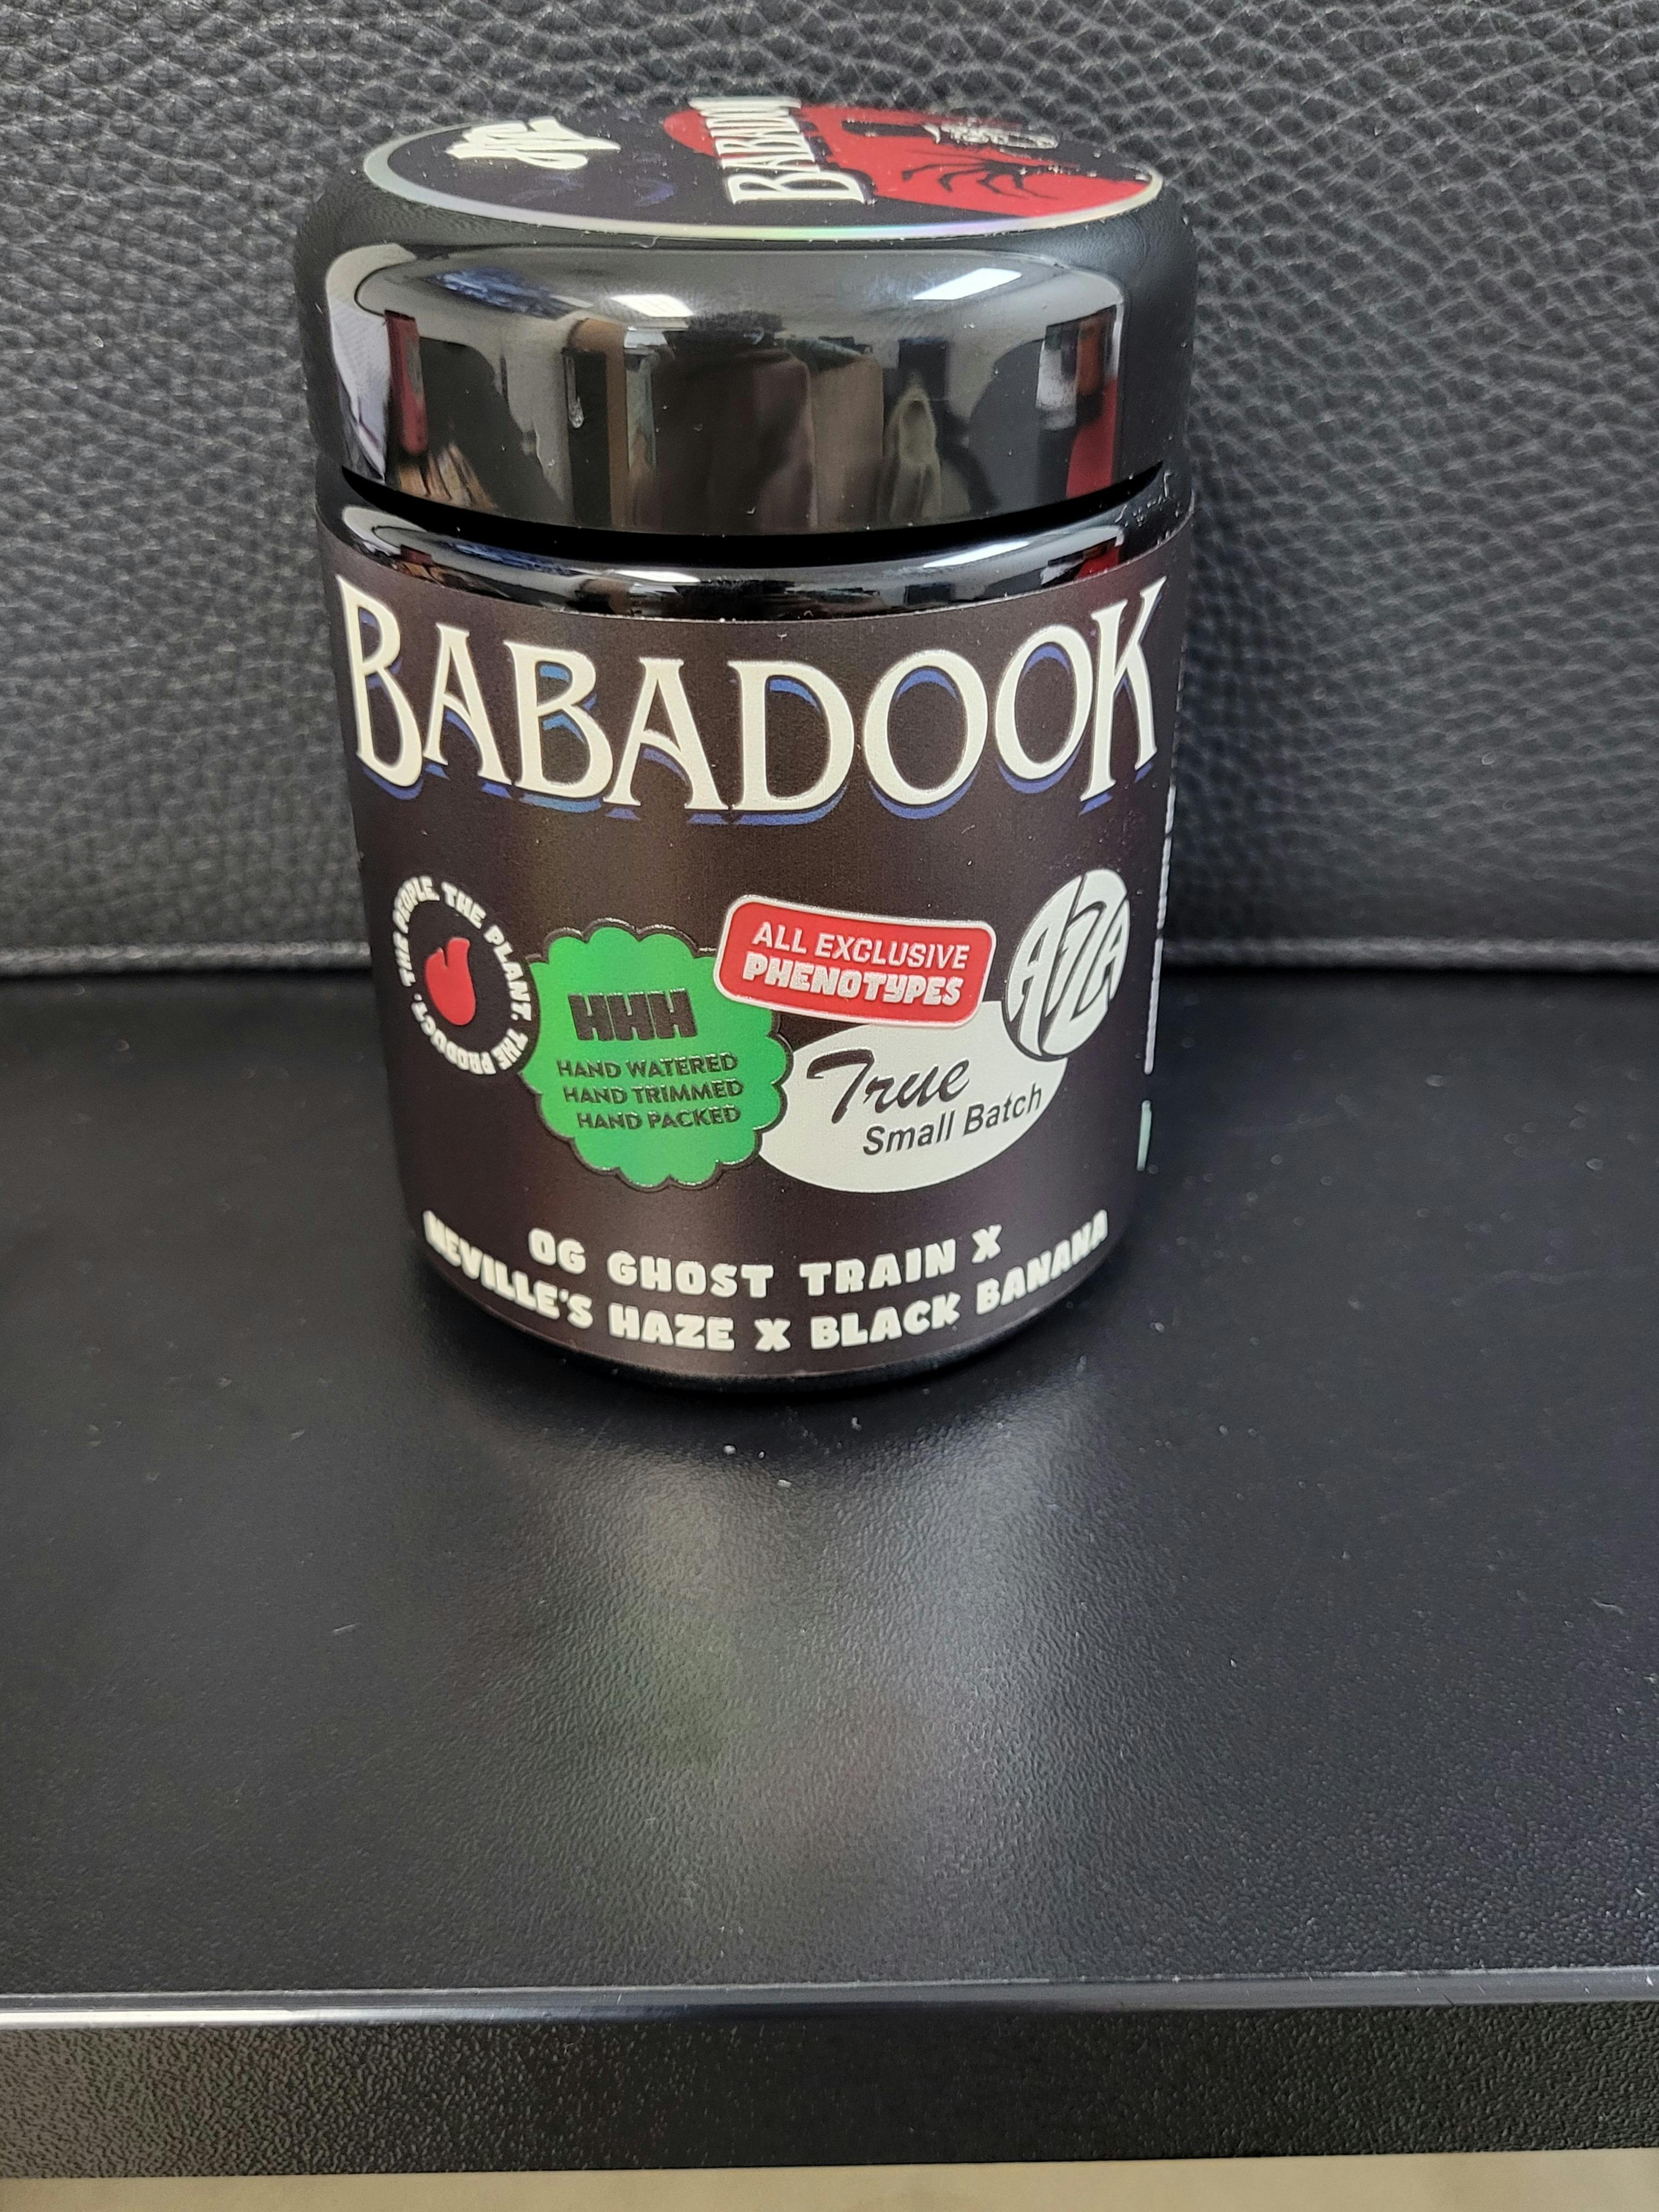 BABADOOK
BABADOOK
THE PEOPLE. THE PLANT. THE PRODUCT.
HHH
HAND WATERED
HAND TRIMMED
HAND PACKED
ALL EXCLUSIVE
PHENOTYPES
True
Small Batch
OG GHOST TRAIN X
NEVILLE'S HAZE X BLACK BANANA